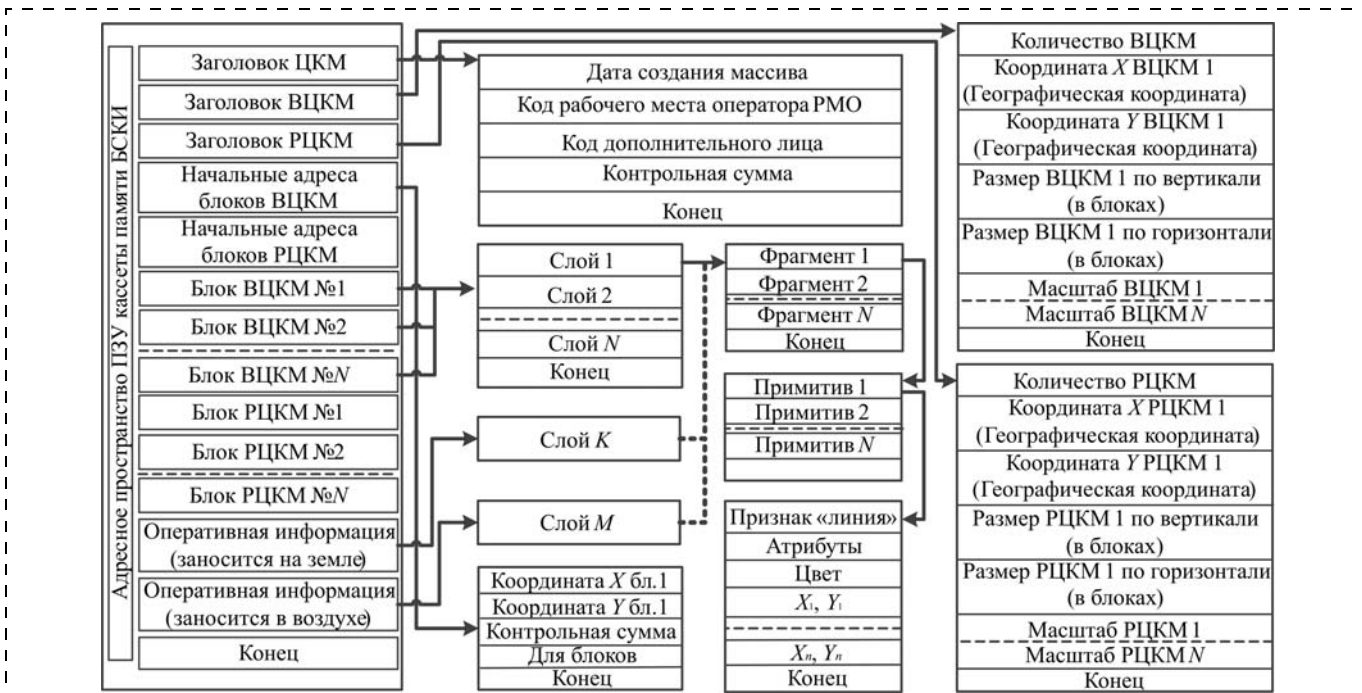 Адресное пространство ПЗУ кассеты памяти БСКИ
Заголовок ЦКМ
Заголовок ВЦКМ
Заголовок РЦКМ
Начальные адреса
блоков ВЦКМ
Начальные адреса
блоков РЦКМ
Блок ВЦКМ №1
Блок ВЦКМ №2
Блок ВЦКМ №N
Блок РЦКМ №1
Блок РЦКМ №2
Блок РЦКМ №N
Оперативная информация
(заносится на земле)
Оперативная информация
(заносится в воздухе)
Конец
Дата создания массива
Код рабочего места оператора РМО
Код дополнительного лица
Контрольная сумма
Конец
Слой 1
Слой 2
Слой N
Конец
Слой K
Слой M
Координата X бл.1
Координата Y бл.1
Контрольная сумма
Для блоков
Конец
Фрагмент 1
Фрагмент 2
Фрагмент N
Конец
Примитив 1
Примитив 2
Примитив N
Признак «линия»
Атрибуты
Цвет
X₁, Y₁
Xₙ, Yₙ
Конец
Количество ВЦКМ
Координата X ВЦКМ 1
(Географическая координата)
Координата Y ВЦКМ 1
(Географическая координата)
Размер ВЦКМ 1 по вертикали
(в блоках)
Размер ВЦКМ 1 по горизонтали
(в блоках)
Масштаб ВЦКМ 1
Масштаб ВЦКМ N
Конец
Количество РЦКМ
Координата X РЦКМ 1
(Географическая координата)
Координата Y РЦКМ 1
(Географическая координата)
Размер РЦКМ 1 по вертикали
(в блоках)
Размер РЦКМ 1 по горизонтали
(в блоках)
Масштаб РЦКМ 1
Масштаб РЦКМ N
Конец